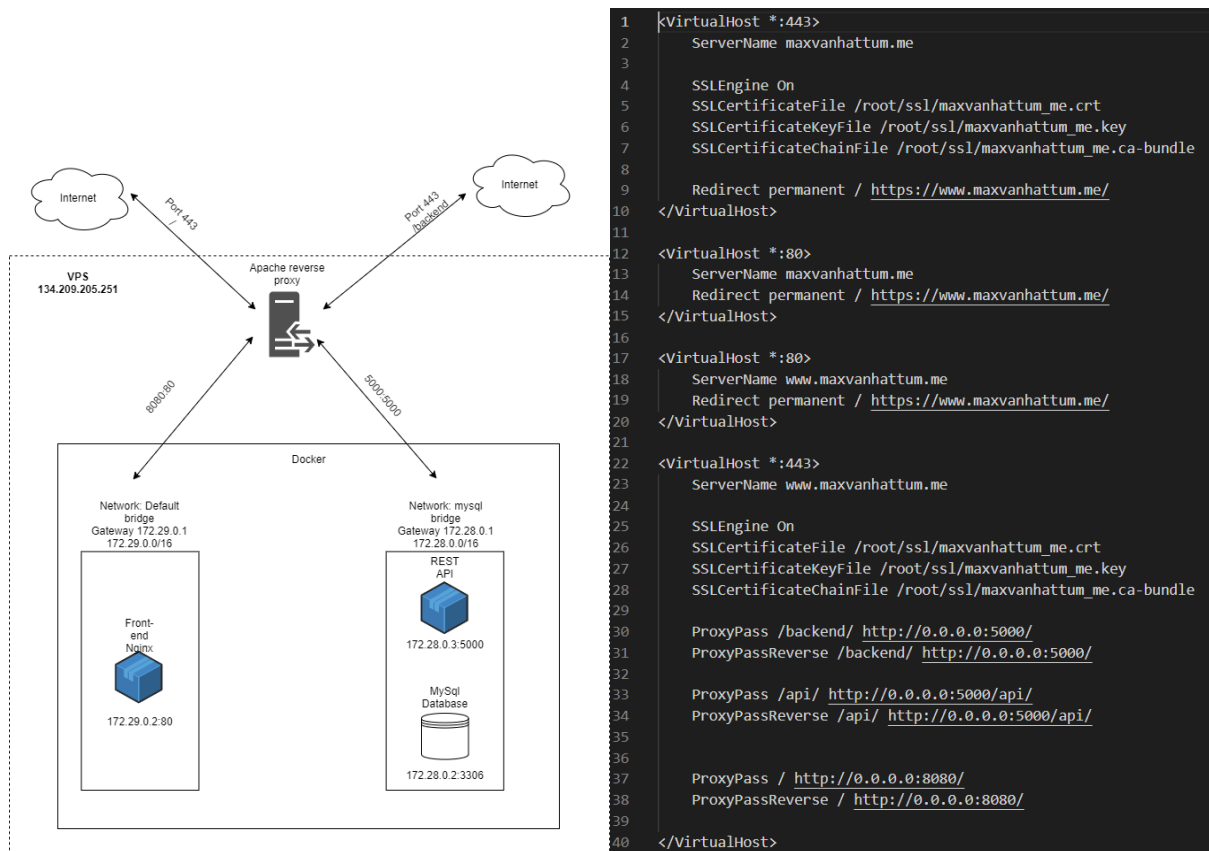 Internet
Internet
Port 443
/
Port 443
/backend
VPS
134.209.205.251
Apache reverse
proxy
8080:80
5000:5000
Docker
Network: Default
bridge
Gateway 172.29.0.1
172.29.0.0/16
Network: mysql
bridge
Gateway 172.28.0.1
172.28.0.0/16
REST
API
172.28.0.3:5000
Front-
end
Nginx
172.29.0.2:80
MySql
Database
172.28.0.2:3306
1 <VirtualHost *:443>
2 ServerName maxvanhattum.me
3
4 SSLEngine On
5 SSLCertificateFile /root/ssl/maxvanhattum_me.crt
6 SSLCertificateKeyFile /root/ssl/maxvanhattum_me.key
7 SSLCertificateChainFile /root/ssl/maxvanhattum_me.ca-bundle
8
9 Redirect permanent / https://www.maxvanhattum.me/
10 </VirtualHost>
11
12 <VirtualHost *:80>
13 ServerName maxvanhattum.me
14 Redirect permanent / https://www.maxvanhattum.me/
15 </VirtualHost>
16
17 <VirtualHost *:80>
18 ServerName www.maxvanhattum.me
19 Redirect permanent / https://www.maxvanhattum.me/
20 </VirtualHost>
21
22 <VirtualHost *:443>
23 ServerName www.maxvanhattum.me
24
25 SSLEngine On
26 SSLCertificateFile /root/ssl/maxvanhattum_me.crt
27 SSLCertificateKeyFile /root/ssl/maxvanhattum_me.key
28 SSLCertificateChainFile /root/ssl/maxvanhattum_me.ca-bundle
29
30 ProxyPass /backend/ http://0.0.0.0:5000/
31 ProxyPassReverse /backend/ http://0.0.0.0:5000/
32
33 ProxyPass /api/ http://0.0.0.0:5000/api/
34 ProxyPassReverse /api/ http://0.0.0.0:5000/api/
35
36
37 ProxyPass / http://0.0.0.0:8080/
38 ProxyPassReverse / http://0.0.0.0:8080/
39
40 </VirtualHost>